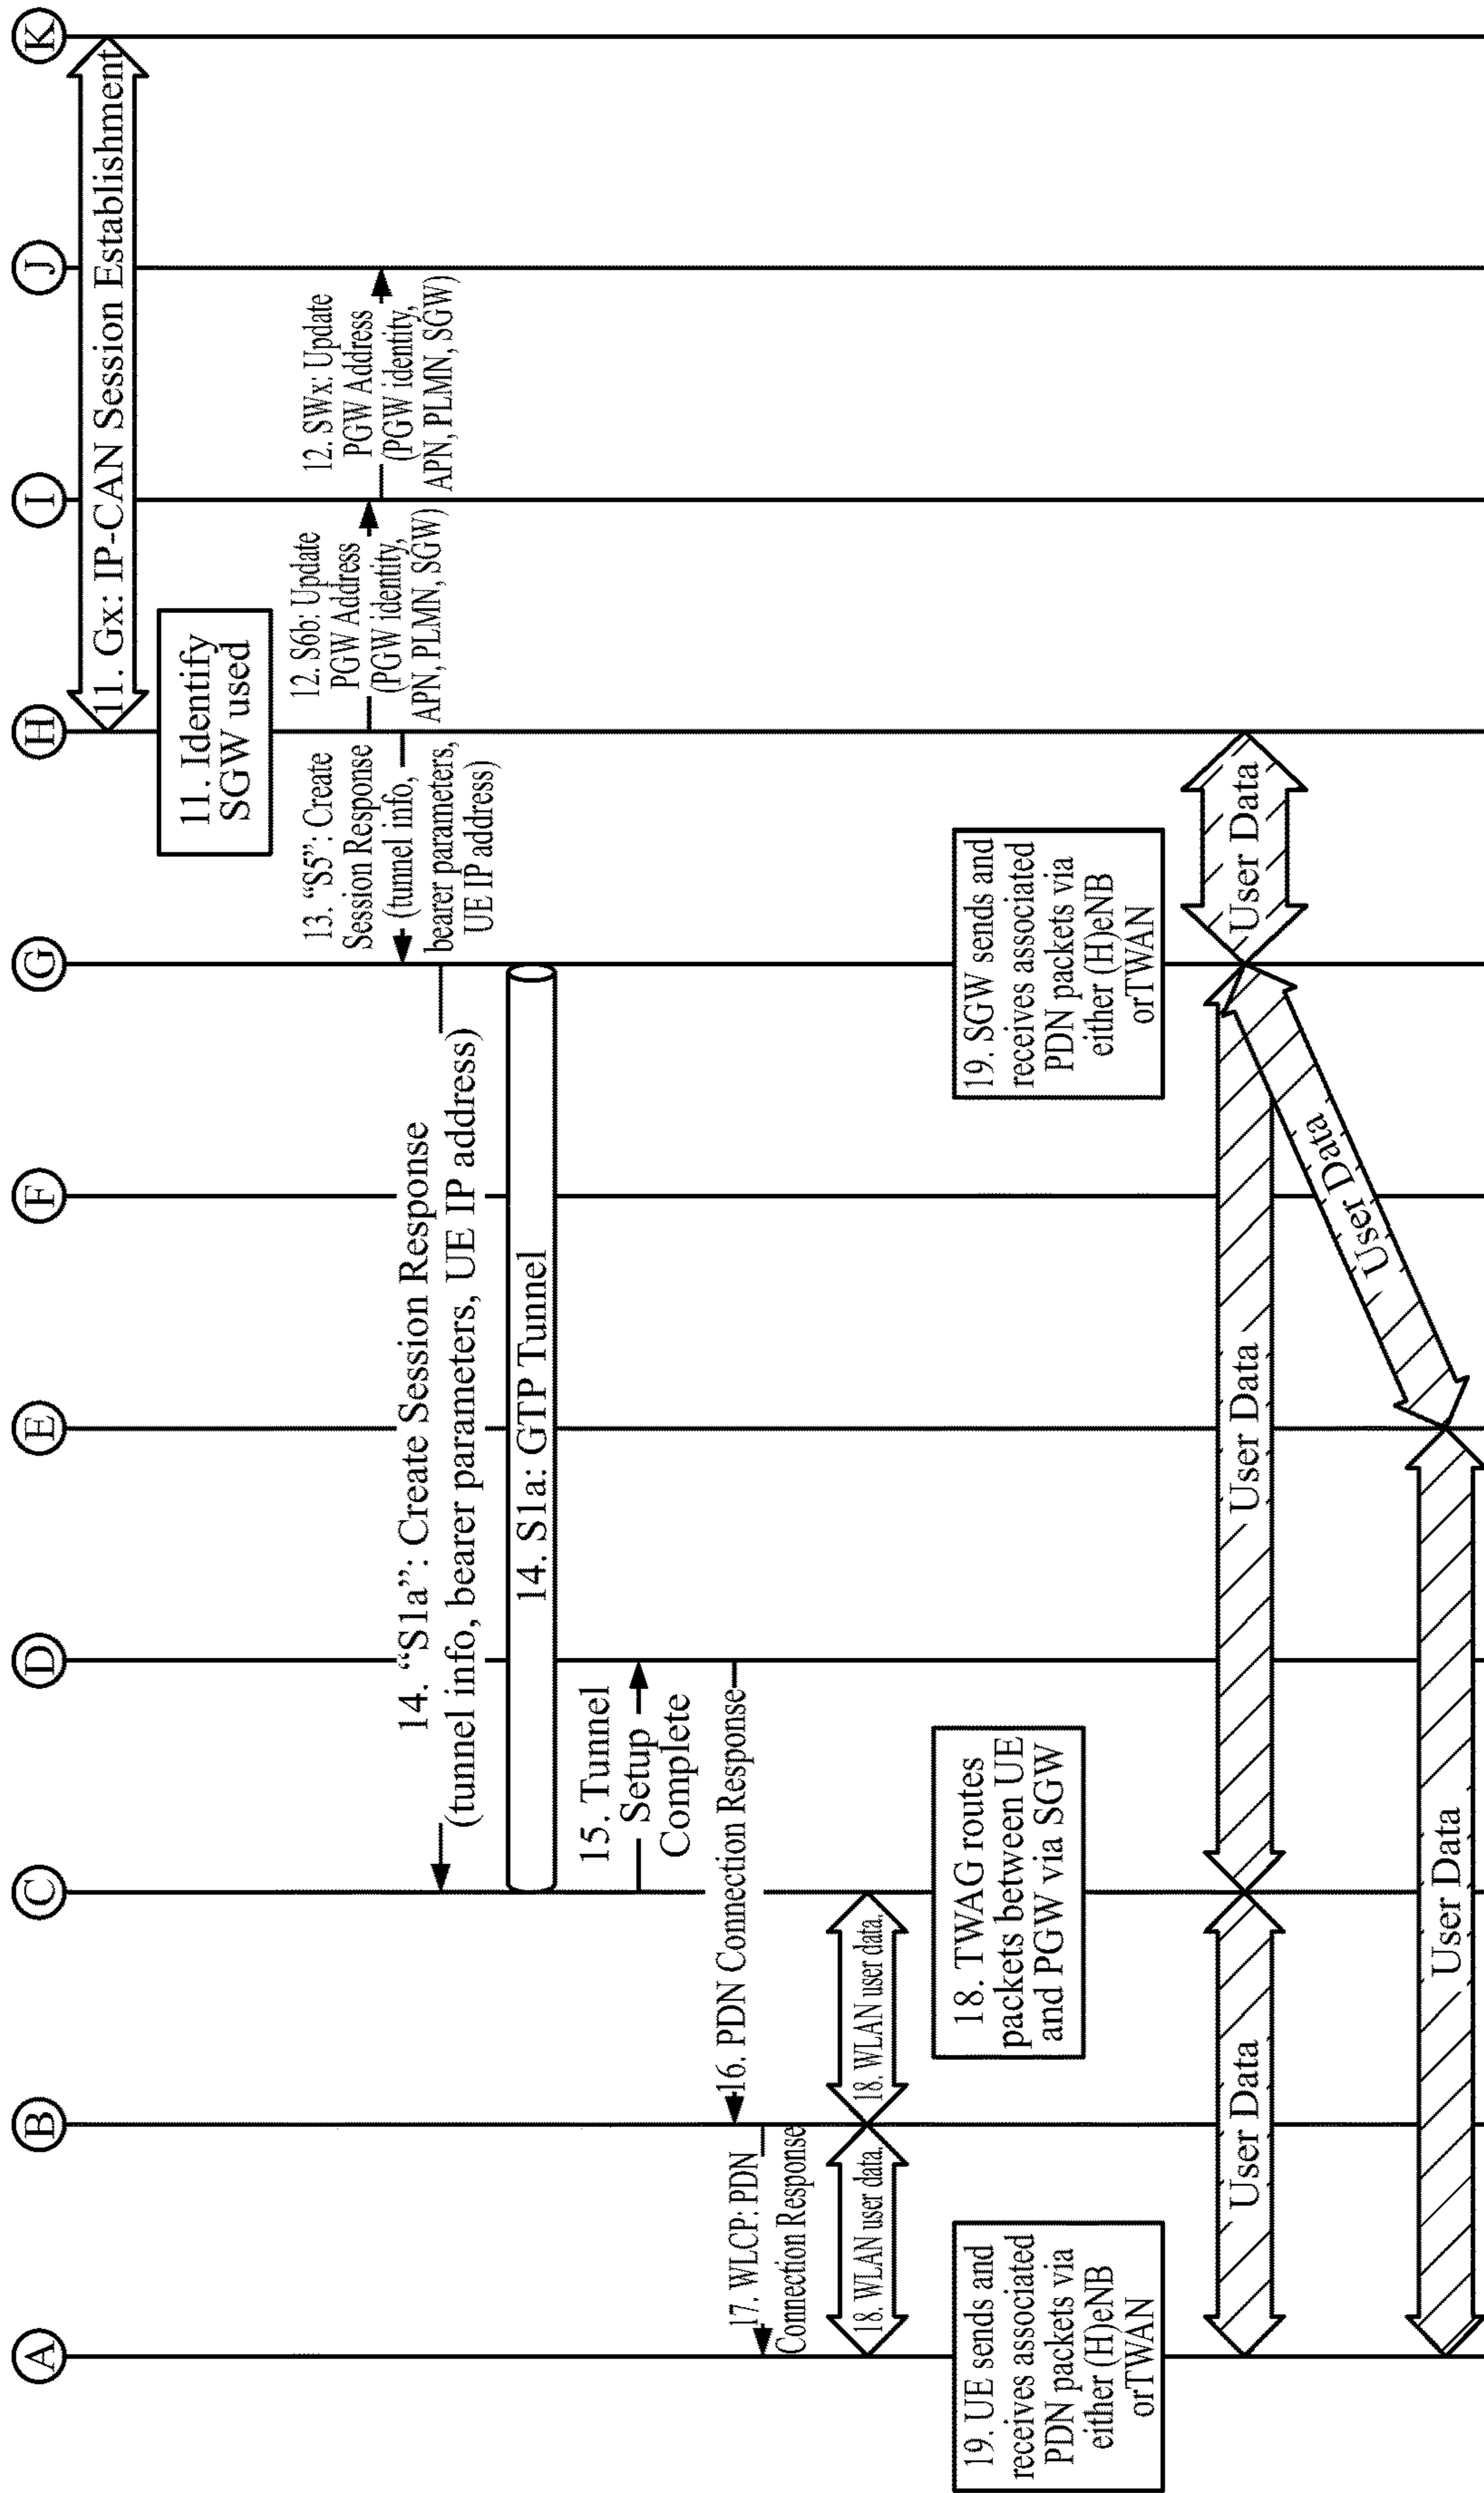 A
B
C
D
E
F
G
H
I
J
K
11. Gx: IP-CAN Session Establishment
11. Identify
SGW used
12. S6b: Update
PGW Address
(PGW identity,
APN, PLMN, SGW)
12. SWx: Update
PGW Address
(PGW identity,
APN, PLMN, SGW)
13. “S5”: Create
Session Response
(tunnel info,
bearer parameters,
UE IP address)
14. “S1a”: Create Session Response
(tunnel info, bearer parameters, UE IP address)
14. S1a: GTP Tunnel
15. Tunnel
Setup
Complete
16. PDN Connection Response
17. WLCP: PDN
Connection Response
18. WLAN user data.
18. WLAN user data.
18. TWAG routes
packets between UE
and PGW via SGW
19. UE sends and
receives associated
PDN packets via
either (H)eNB
orTWAN
19. SGW sends and
receives associated
PDN packets via
either (H)eNB
orTWAN
User Data
User Data
User Data
User Data
User Data